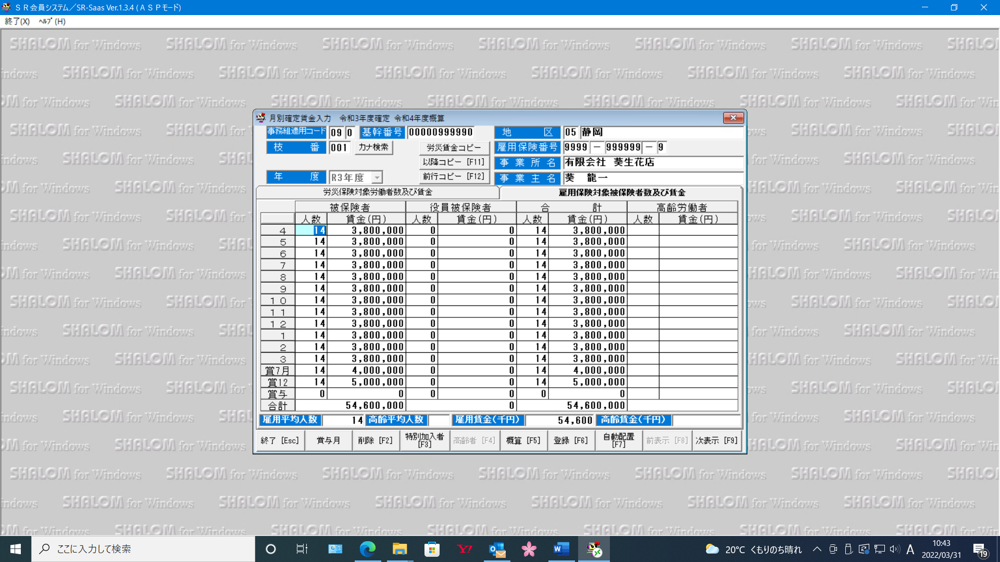 ＳＲ会員システム／SR-Saas Ver.1.3.4 (ＡＳＰモード)
終了(X) ﾍﾙﾌﾟ(H)
SHALOM for Windows
月別確定賃金入力 令和3年度確定 令和4年度概算
事務組適用コード 09 0 基幹番号 00000999990 地区 05 静岡
枝番 001 カナ検索 労災賃金コピー 雇用保険番号 9999 － 999999 － 9
以降コピー [F11] 事業所名 有限会社 葵生花店
年度 R3年度 前行コピー [F12] 事業主名 葵 龍一
労災保険対象労働者数及び賃金 雇用保険対象被保険者数及び賃金
被保険者 役員被保険者 合計 高齢労働者
人数 賃金(円) 人数 賃金(円) 人数 賃金(円) 人数 賃金(円)
4 14 3,800,000 0 0 14 3,800,000
5 14 3,800,000 0 0 14 3,800,000
6 14 3,800,000 0 0 14 3,800,000
7 14 3,800,000 0 0 14 3,800,000
8 14 3,800,000 0 0 14 3,800,000
9 14 3,800,000 0 0 14 3,800,000
10 14 3,800,000 0 0 14 3,800,000
11 14 3,800,000 0 0 14 3,800,000
12 14 3,800,000 0 0 14 3,800,000
1 14 3,800,000 0 0 14 3,800,000
2 14 3,800,000 0 0 14 3,800,000
3 14 3,800,000 0 0 14 3,800,000
賞7月 14 4,000,000 0 0 14 4,000,000
賞12 14 5,000,000 0 0 14 5,000,000
賞与 0 0 0 0 0 0
合計 54,600,000 0 54,600,000
雇用平均人数 14 高齢平均人数 雇用賃金(千円) 54,600 高齢賃金(千円)
終了 [Esc] 賞与月 削除 [F2] 特別加入者 [F3] 高齢者 [F4] 概算 [F5] 登録 [F6] 自動配置 [F7] 前表示 [F8] 次表示 [F9]
ここに入力して検索
20°C くもりのち晴れ
A
10:43
2022/03/31
19